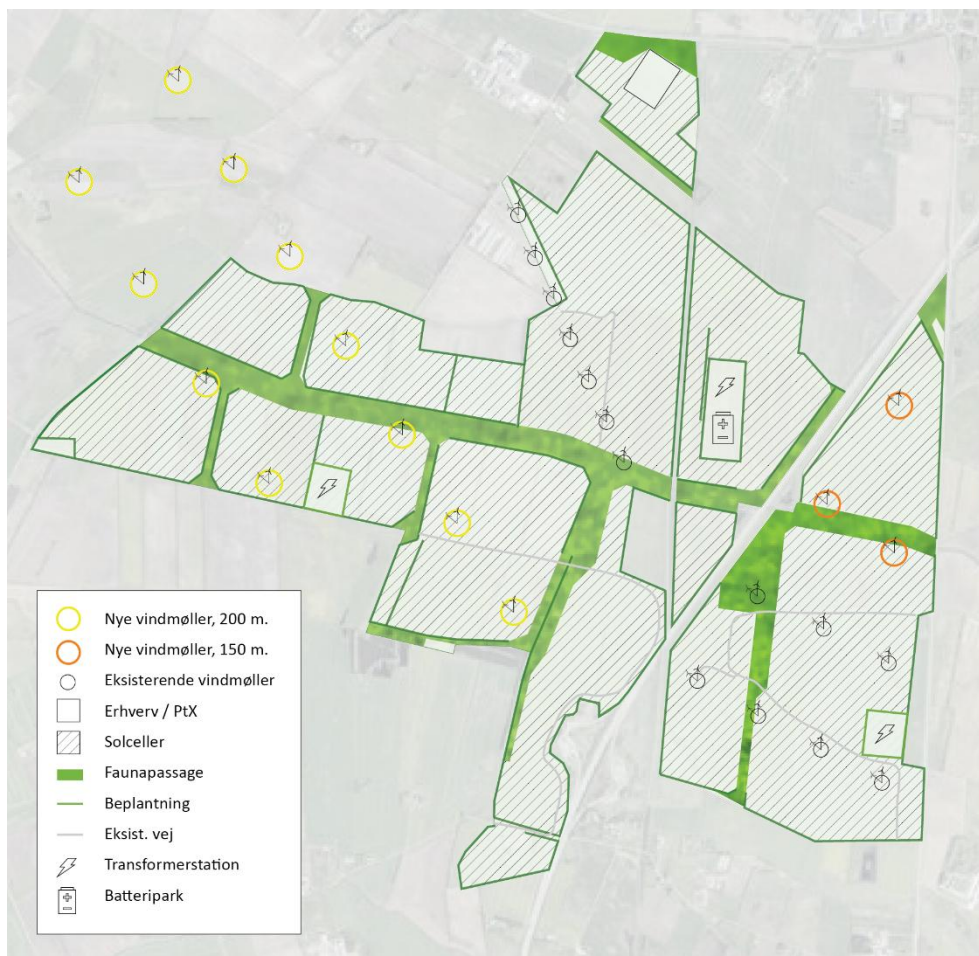 Nye vindmøller, 200 m.
Nye vindmøller, 150 m.
Eksisterende vindmøller
Erhverv / PtX
Solceller
Faunapassage
Beplantning
Eksist. vej
Transformerstation
Batteripark